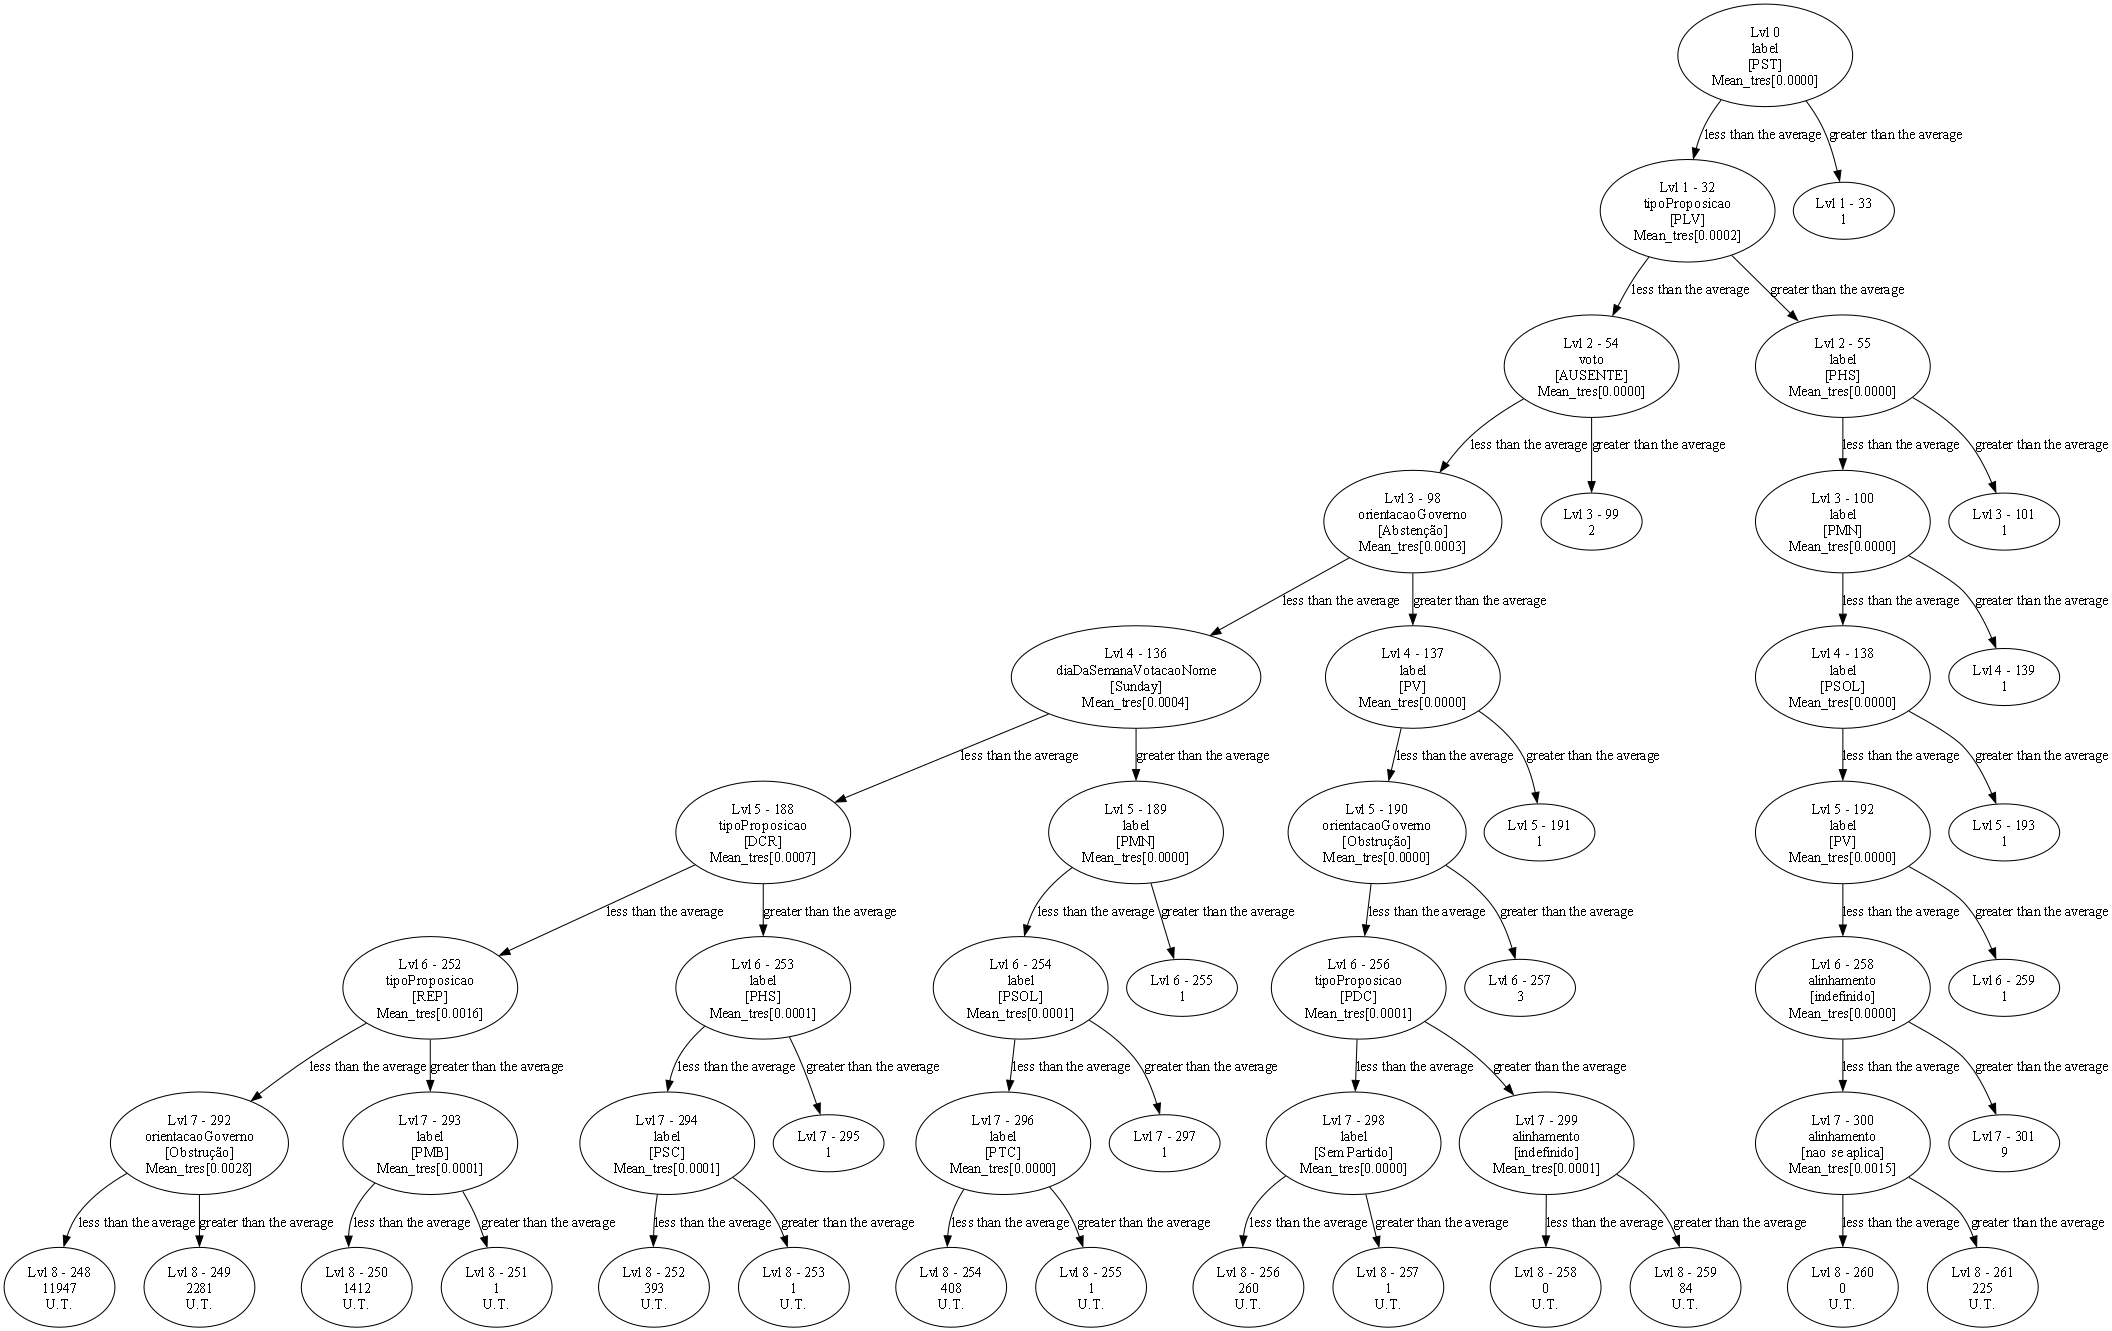 Lvl 0
label
[PST]
Mean_tres[0.0000]
less than the average
greater than the average
Lvl 1 - 32
tipoProposicao
[PLV]
Mean_tres[0.0002]
Lvl 1 - 33
1
less than the average
greater than the average
Lvl 2 - 54
voto
[AUSENTE]
Mean_tres[0.0000]
Lvl 2 - 55
label
[PHS]
Mean_tres[0.0000]
less than the average
greater than the average
less than the average
greater than the average
Lvl 3 - 98
orientacaoGoverno
[Abstenção]
Mean_tres[0.0003]
Lvl 3 - 99
2
Lvl 3 - 100
label
[PMN]
Mean_tres[0.0000]
Lvl 3 - 101
1
less than the average
greater than the average
less than the average
greater than the average
Lvl 4 - 136
diaDaSemanaVotacaoNome
[Sunday]
Mean_tres[0.0004]
Lvl 4 - 137
label
[PV]
Mean_tres[0.0000]
Lvl 4 - 138
label
[PSOL]
Mean_tres[0.0000]
Lvl 4 - 139
1
less than the average
greater than the average
less than the average
greater than the average
less than the average
greater than the average
Lvl 5 - 188
tipoProposicao
[DCR]
Mean_tres[0.0007]
Lvl 5 - 189
label
[PMN]
Mean_tres[0.0000]
Lvl 5 - 190
orientacaoGoverno
[Obstrução]
Mean_tres[0.0000]
Lvl 5 - 191
1
Lvl 5 - 192
label
[PV]
Mean_tres[0.0000]
Lvl 5 - 193
1
less than the average
greater than the average
less than the average
greater than the average
less than the average
greater than the average
less than the average
greater than the average
Lvl 6 - 252
tipoProposicao
[REP]
Mean_tres[0.0016]
Lvl 6 - 253
label
[PHS]
Mean_tres[0.0001]
Lvl 6 - 254
label
[PSOL]
Mean_tres[0.0001]
Lvl 6 - 255
1
Lvl 6 - 256
tipoProposicao
[PDC]
Mean_tres[0.0001]
Lvl 6 - 257
3
Lvl 6 - 258
alinhamento
[indefinido]
Mean_tres[0.0000]
Lvl 6 - 259
1
less than the average
greater than the average
less than the average
greater than the average
less than the average
greater than the average
less than the average
greater than the average
less than the average
greater than the average
Lvl 7 - 292
orientacaoGoverno
[Obstrução]
Mean_tres[0.0028]
Lvl 7 - 293
label
[PMB]
Mean_tres[0.0001]
Lvl 7 - 294
label
[PSC]
Mean_tres[0.0001]
Lvl 7 - 295
1
Lvl 7 - 296
label
[PTC]
Mean_tres[0.0000]
Lvl 7 - 297
1
Lvl 7 - 298
label
[Sem Partido]
Mean_tres[0.0000]
Lvl 7 - 299
alinhamento
[indefinido]
Mean_tres[0.0001]
Lvl 7 - 300
alinhamento
[nao se aplica]
Mean_tres[0.0015]
Lvl 7 - 301
9
less than the average
greater than the average
less than the average
greater than the average
less than the average
greater than the average
less than the average
greater than the average
less than the average
greater than the average
less than the average
greater than the average
less than the average
greater than the average
Lvl 8 - 248
11947
U.T.
Lvl 8 - 249
2281
U.T.
Lvl 8 - 250
1412
U.T.
Lvl 8 - 251
1
U.T.
Lvl 8 - 252
393
U.T.
Lvl 8 - 253
1
U.T.
Lvl 8 - 254
408
U.T.
Lvl 8 - 255
1
U.T.
Lvl 8 - 256
260
U.T.
Lvl 8 - 257
1
U.T.
Lvl 8 - 258
0
U.T.
Lvl 8 - 259
84
U.T.
Lvl 8 - 260
0
U.T.
Lvl 8 - 261
225
U.T.